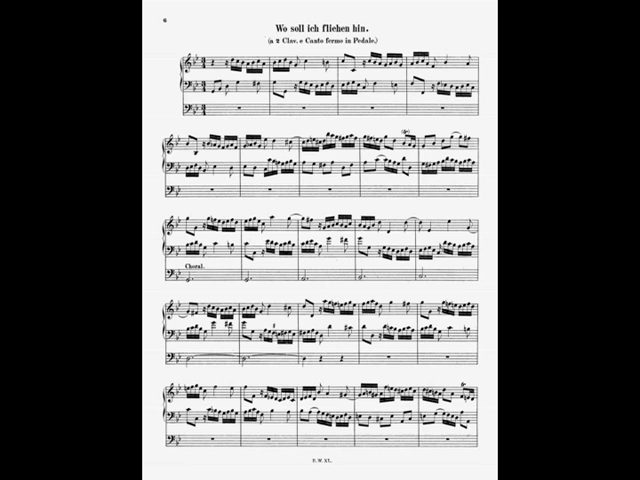 6
Wo soll ich fliehen hin.
(a 2 Clav. e Canto fermo in Pedale.)
Choral.
B.W. XL.